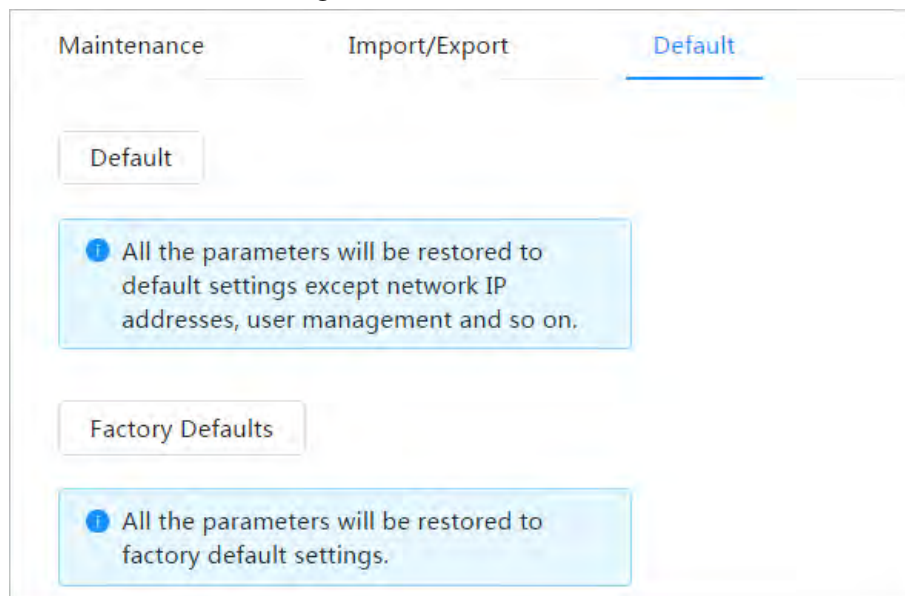 Maintenance Import/Export Default
Default
All the parameters will be restored to
default settings except network IP
addresses, user management and so on.
Factory Defaults
All the parameters will be restored to
factory default settings.